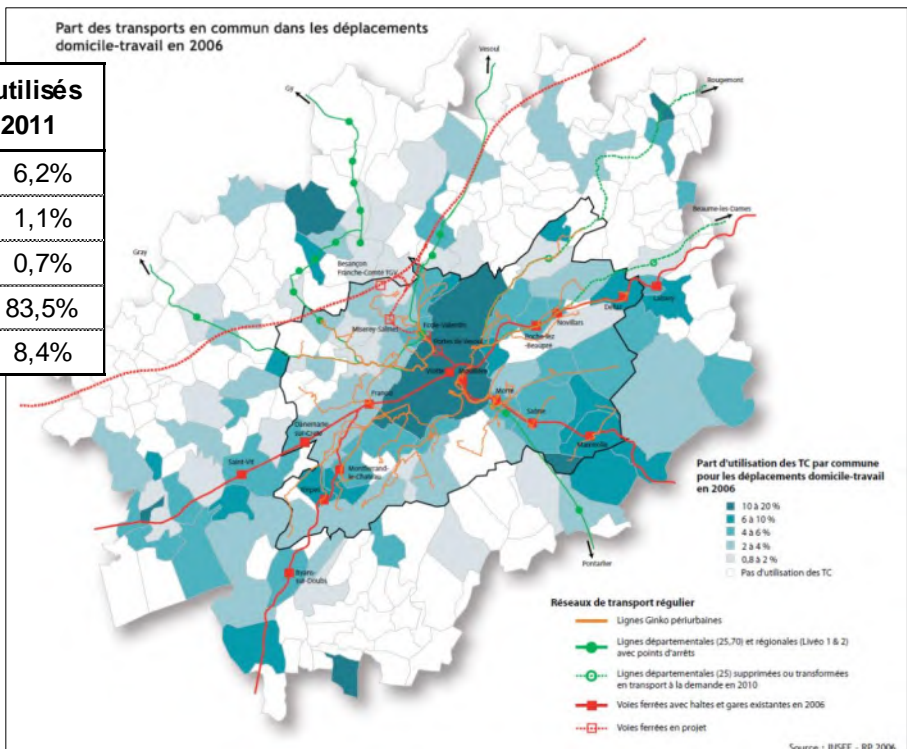 Part des transports en commun dans les déplacements
domicile-travail en 2006
utilisés
2011
6,2%
1,1%
0,7%
83,5%
8,4%
Vesoul
Gy
Rougemont
Beaume-les-Dames
Gray
Besançon
Franche-Comté TGV
Miserey-Salines
École-Valentin
Portes de Vesoul
Viotte
Mouillère
Roche-lez
-Beaupré
Novillars
Deluz
Laissey
Morre
Saône
Mamirolle
Franois
Dannemarie
-sur-Crète
Saint-Vit
Montferrand
-le-Château
Byans
-sur-Doubs
Pontarlier
Part d'utilisation des TC par commune
pour les déplacements domicile-travail
en 2006
10 à 20 %
6 à 10 %
4 à 6 %
2 à 4 %
0,8 à 2 %
Pas d'utilisation des TC
Réseaux de transport régulier
Lignes Ginko périurbaines
Lignes départementales (25,70) et régionales (Livéo 1 & 2)
avec points d'arrêts
Lignes départementales (25) supprimées ou transformées
en transport à la demande en 2010
Voies ferrées avec haltes et gares existantes en 2006
Voies ferrées en projet
Source : INSEE - RP 2006